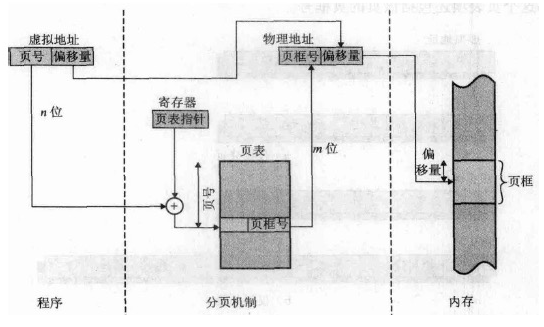 虚拟地址
页号 偏移量
物理地址
页框号 偏移量
n 位
寄存器
页表指针
页表
m 位
页号
+
页框号
偏
移量
页框
程序
分页机制
内存